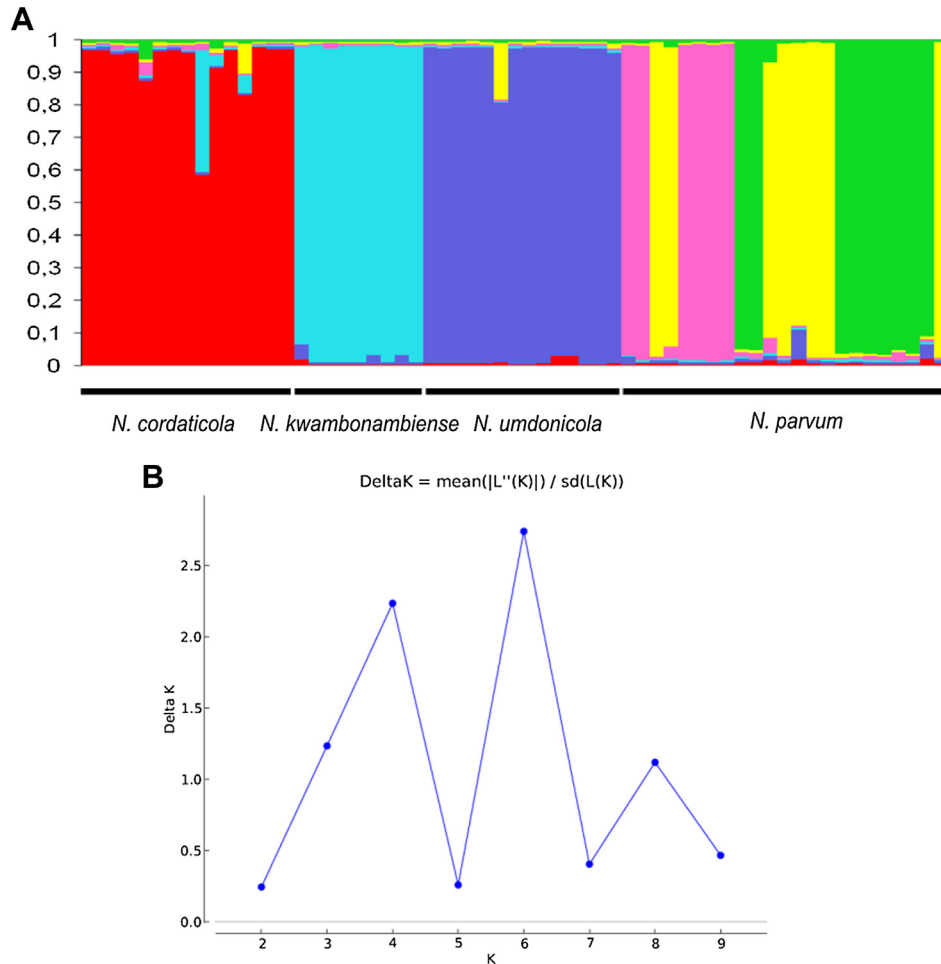 A
1
0,9
0,8
0,7
0,6
0,5
0,4
0,3
0,2
0,1
0
N. cordaticola N. kwambonambiense N. umdonicola N. parvum
B
DeltaK = mean(|L''(K)|) / sd(L(K))
2.5
2.0
1.5
1.0
0.5
0.0
Delta K
2 3 4 5 6 7 8 9
K